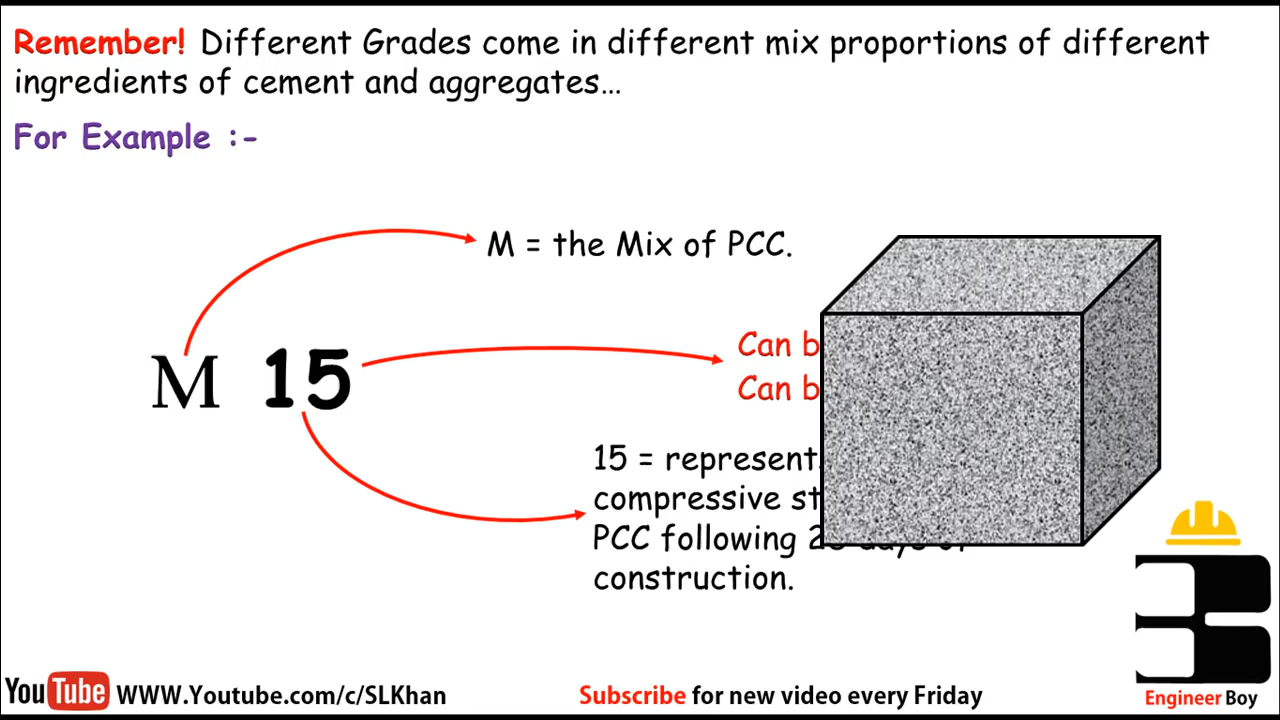 Remember! Different Grades come in different mix proportions of different
ingredients of cement and aggregates...
For Example :-
M = the Mix of PCC.
M 15
Can b
Can b
15 = represent
compressive st
PCC following
construction.
YouTube WWW.Youtube.com/c/SLKhan
Subscribe for new video every Friday
Engineer Boy